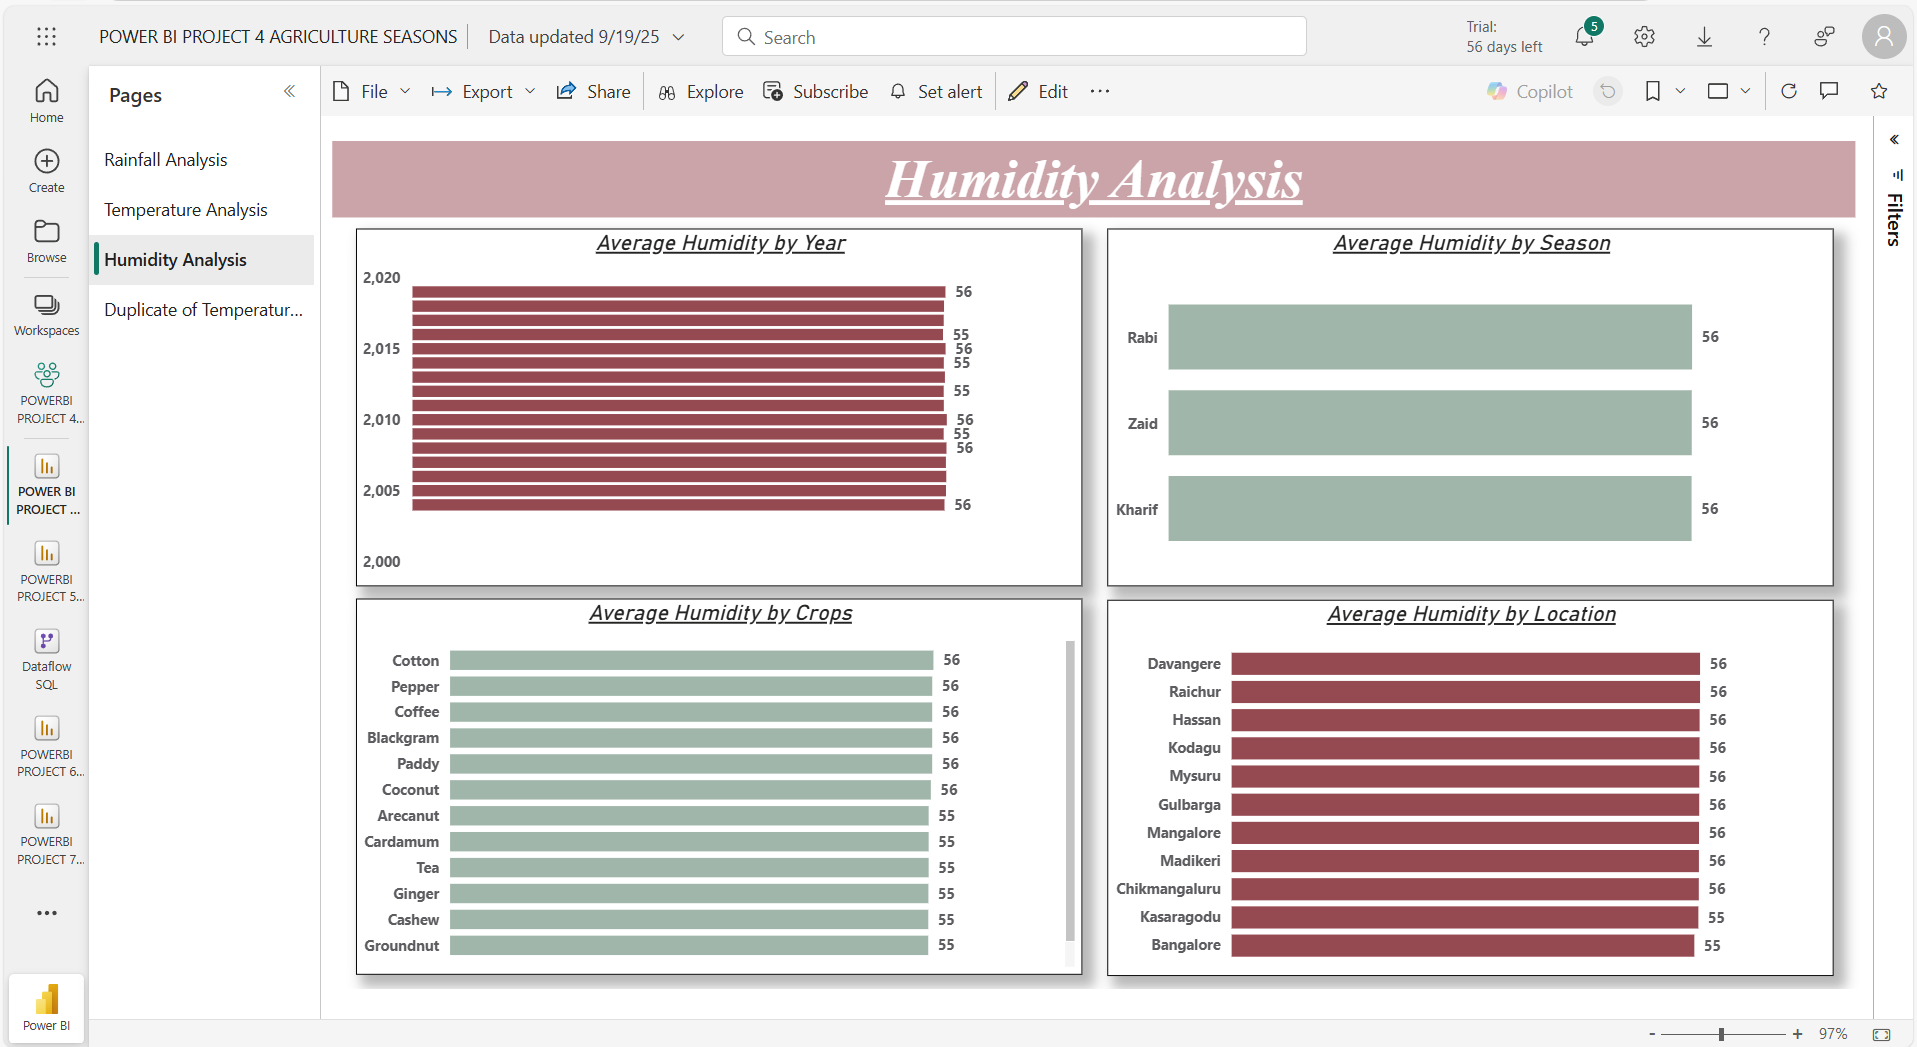 POWER BI PROJECT 4 AGRICULTURE SEASONS
Data updated 9/19/25
Search
Trial:
56 days left
5
Home
Create
Browse
Workspaces
POWERBI
PROJECT 4...
POWER BI
PROJECT ...
POWERBI
PROJECT 5...
Dataflow
SQL
POWERBI
PROJECT 6...
POWERBI
PROJECT 7...
Power BI
Pages
Rainfall Analysis
Temperature Analysis
Humidity Analysis
Duplicate of Temperatur...
File
Export
Share
Explore
Subscribe
Set alert
Edit
Copilot
Filters
Humidity Analysis
Average Humidity by Year
2,020
56
55
2,015
56
55
55
2,010
56
55
56
2,005
56
2,000
Average Humidity by Season
Rabi 56
Zaid 56
Kharif 56
Average Humidity by Crops
Cotton 56
Pepper 56
Coffee 56
Blackgram 56
Paddy 56
Coconut 56
Arecanut 55
Cardamum 55
Tea 55
Ginger 55
Cashew 55
Groundnut 55
Average Humidity by Location
Davangere 56
Raichur 56
Hassan 56
Kodagu 56
Mysuru 56
Gulbarga 56
Mangalore 56
Madikeri 56
Chikmangaluru 56
Kasaragodu 55
Bangalore 55
- + 97%